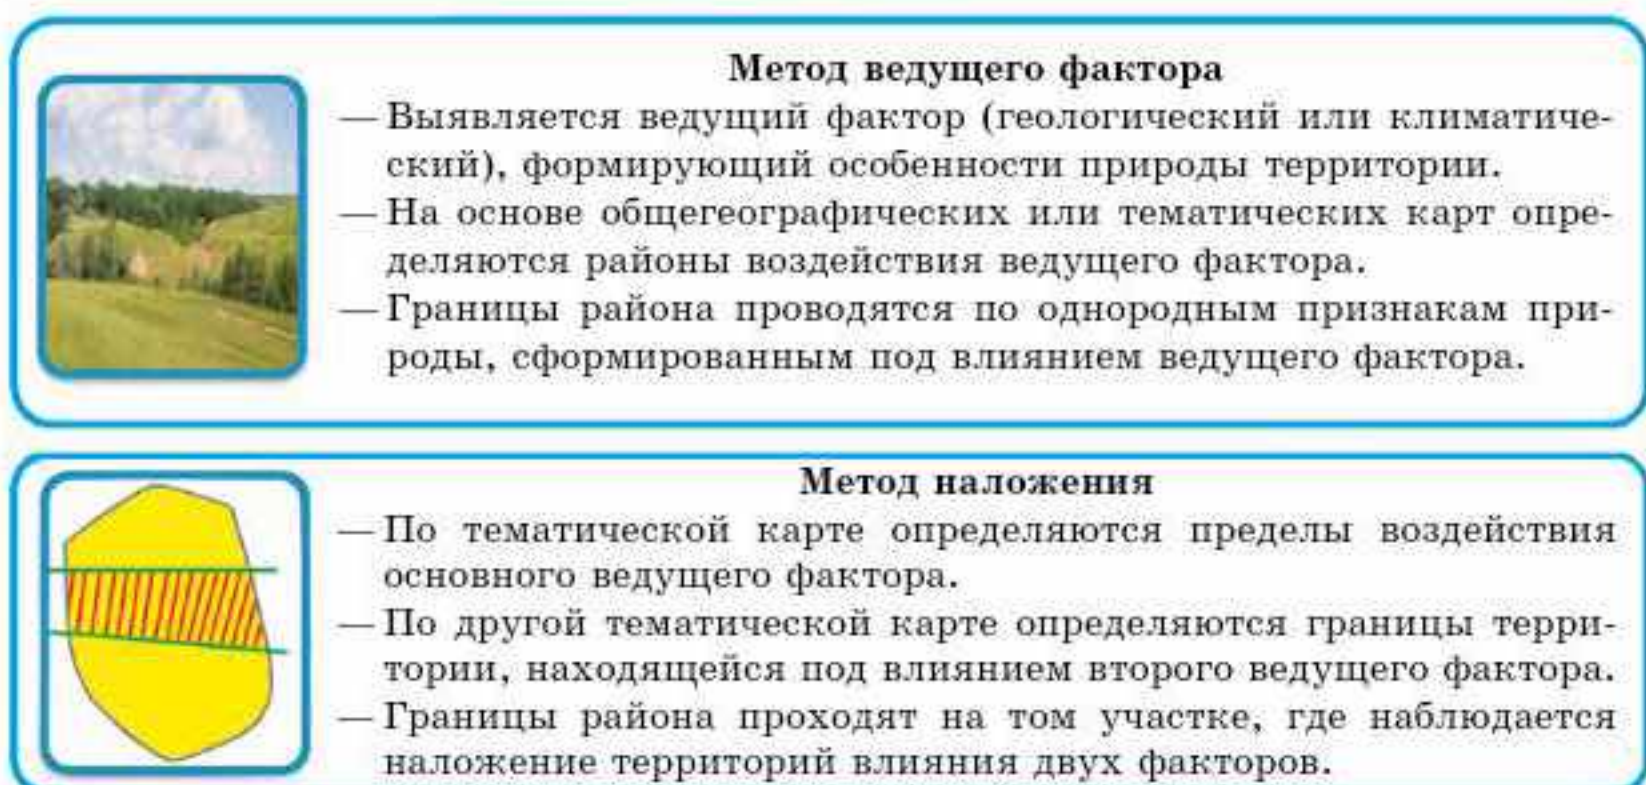 Метод ведущего фактора
— Выявляется ведущий фактор (геологический или климатиче-
ский), формирующий особенности природы территории.
— На основе общегеографических или тематических карт опре-
деляются районы воздействия ведущего фактора.
— Границы района проводятся по однородным признакам при-
роды, сформированным под влиянием ведущего фактора.
Метод наложения
— По тематической карте определяются пределы воздействия
основного ведущего фактора.
— По другой тематической карте определяются границы терри-
тории, находящейся под влиянием второго ведущего фактора.
— Границы района проходят на том участке, где наблюдается
наложение территорий влияния двух факторов.